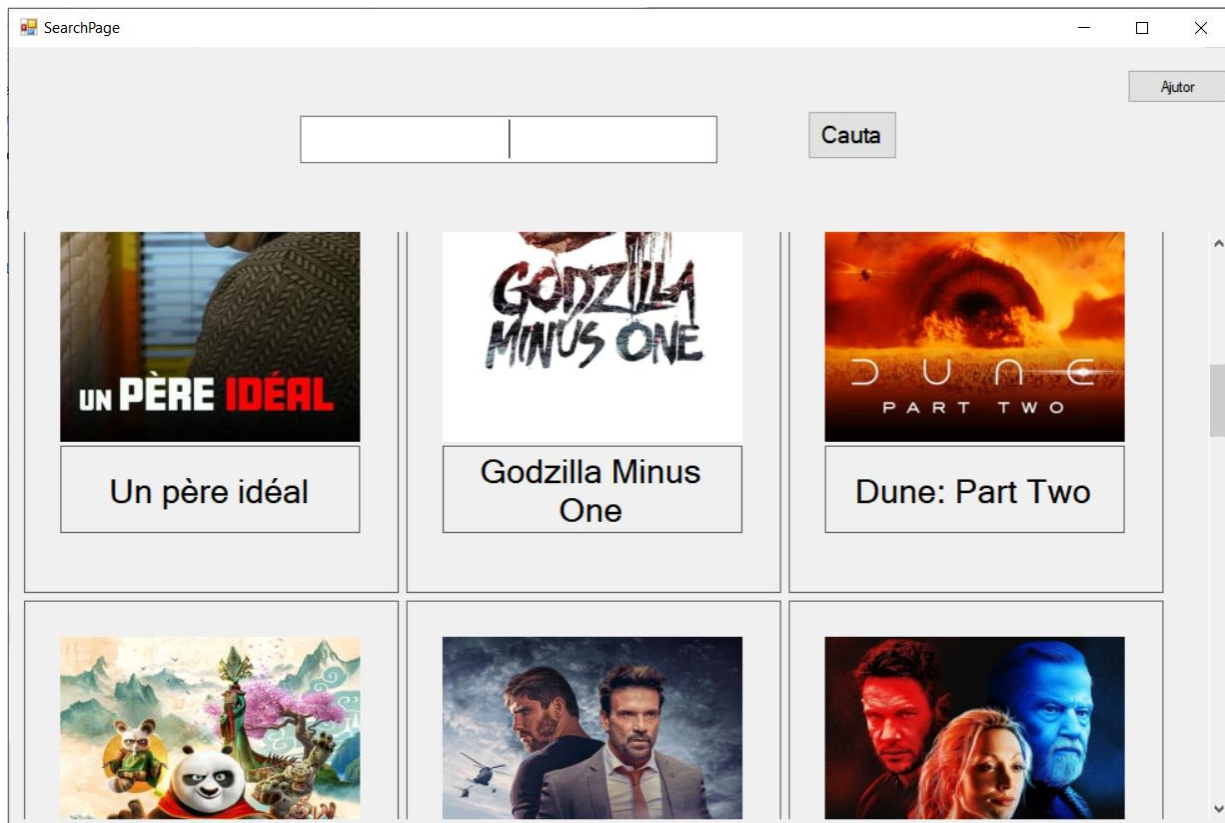 SearchPage
Ajutor
Cauta
UN PÈRE IDÉAL
GODZILLA
MINUS ONE
DUNE
PART TWO
Un père idéal
Godzilla Minus
One
Dune: Part Two